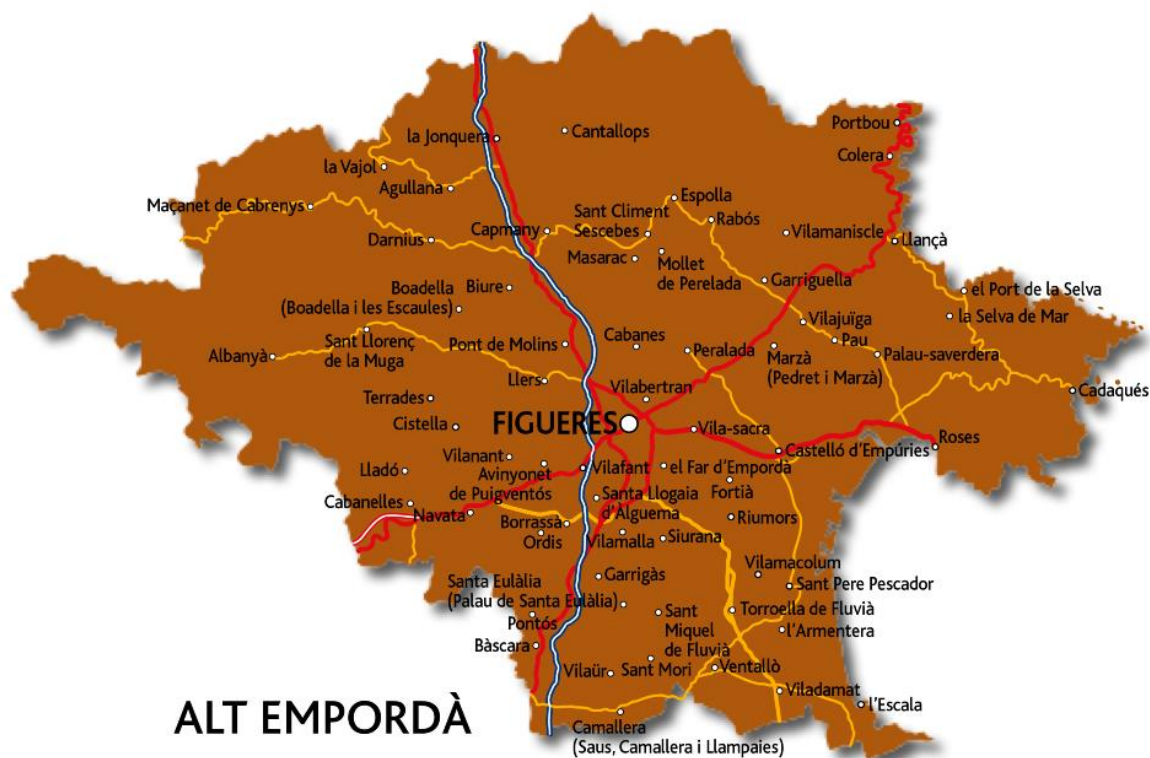 Portbou
la Jonquera
Cantallops
Colera
la Vajol
Agullana
Espolla
Maçanet de Cabrenys
Sant Climent
Sescebes
Rabós
Capmany
Vilamaniscle
Darnius
Llançà
Masarac
Mollet
de Perelada
Garriguella
Boadella
(Boadella i les Escaules)
Biure
el Port de la Selva
la Selva de Mar
Vilajuïga
Sant Llorenç
de la Muga
Pont de Molins
Cabanes
Pau
Albanyà
Peralada
Marzà
(Pedret i Marzà)
Palau-saverdera
Llers
Vilabertran
Cadaqués
Terrades
Cistella
FIGUERES
Vila-sacra
Roses
Castelló d'Empúries
Vilanant
Avinyonet
de Puigventós
Vilafant
el Far d'Emporda
Lladó
Fortià
Cabanelles
Navata
Santa Llogaia
d'Alguema
Borrassà
Riumors
Ordis
Vilamalla
Siurana
Vilamacolum
Garrigàs
Santa Eulàlia
(Palau de Santa Eulàlia)
Sant Pere Pescador
Pontós
Sant
Miquel
de Fluvià
Torroella de Fluvià
l'Armentera
Bàscara
Vilaür
Sant Mori
Ventalló
Viladamat
l'Escala
ALT EMPORDÀ
Camallera
(Saus, Camallera i Llampaies)